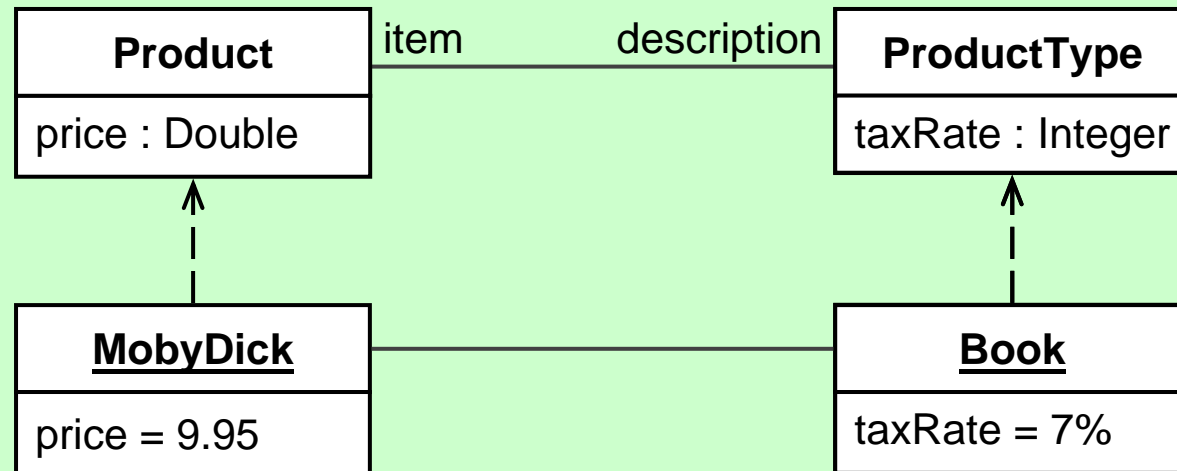 Product
item
description
ProductType
price : Double
taxRate : Integer
MobyDick
Book
price = 9.95
taxRate = 7%